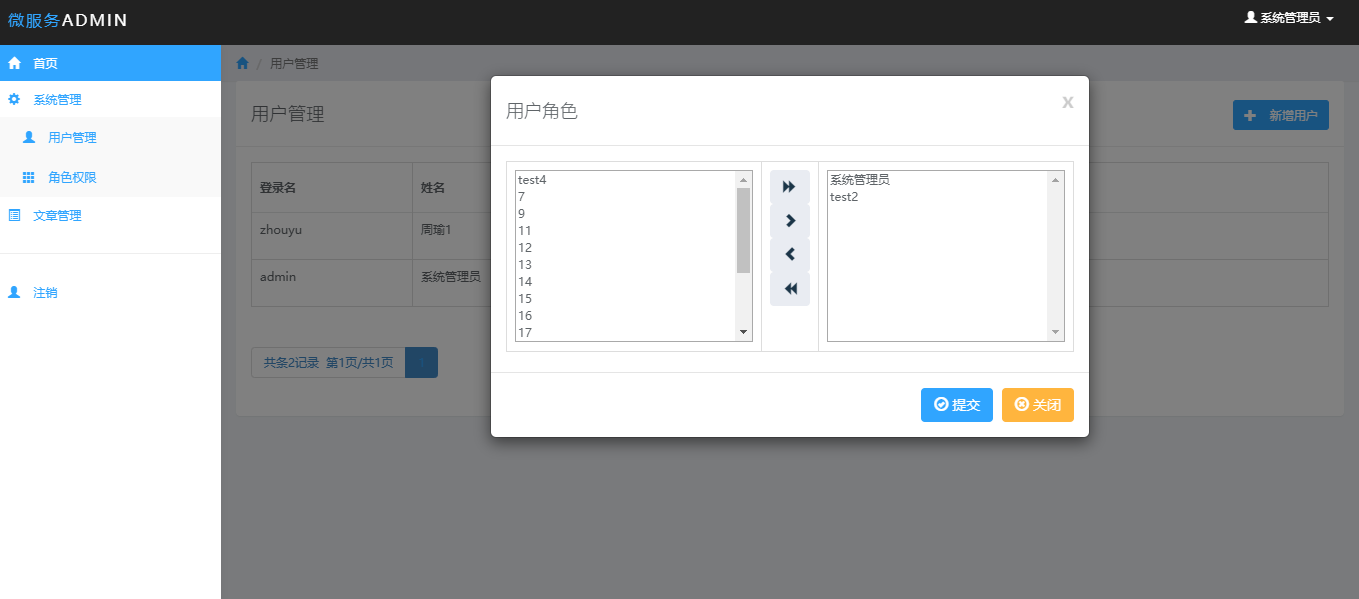 微服务ADMIN
系统管理员
首页
系统管理
用户管理
角色权限
文章管理
注销
/ 用户管理
用户管理
新增用户
登录名 姓名
zhouyu 周瑜1
admin 系统管理员
共条2记录 第1页/共1页 1
用户角色
x
test4
7
9
11
12
13
14
15
16
17
系统管理员
test2
提交
关闭